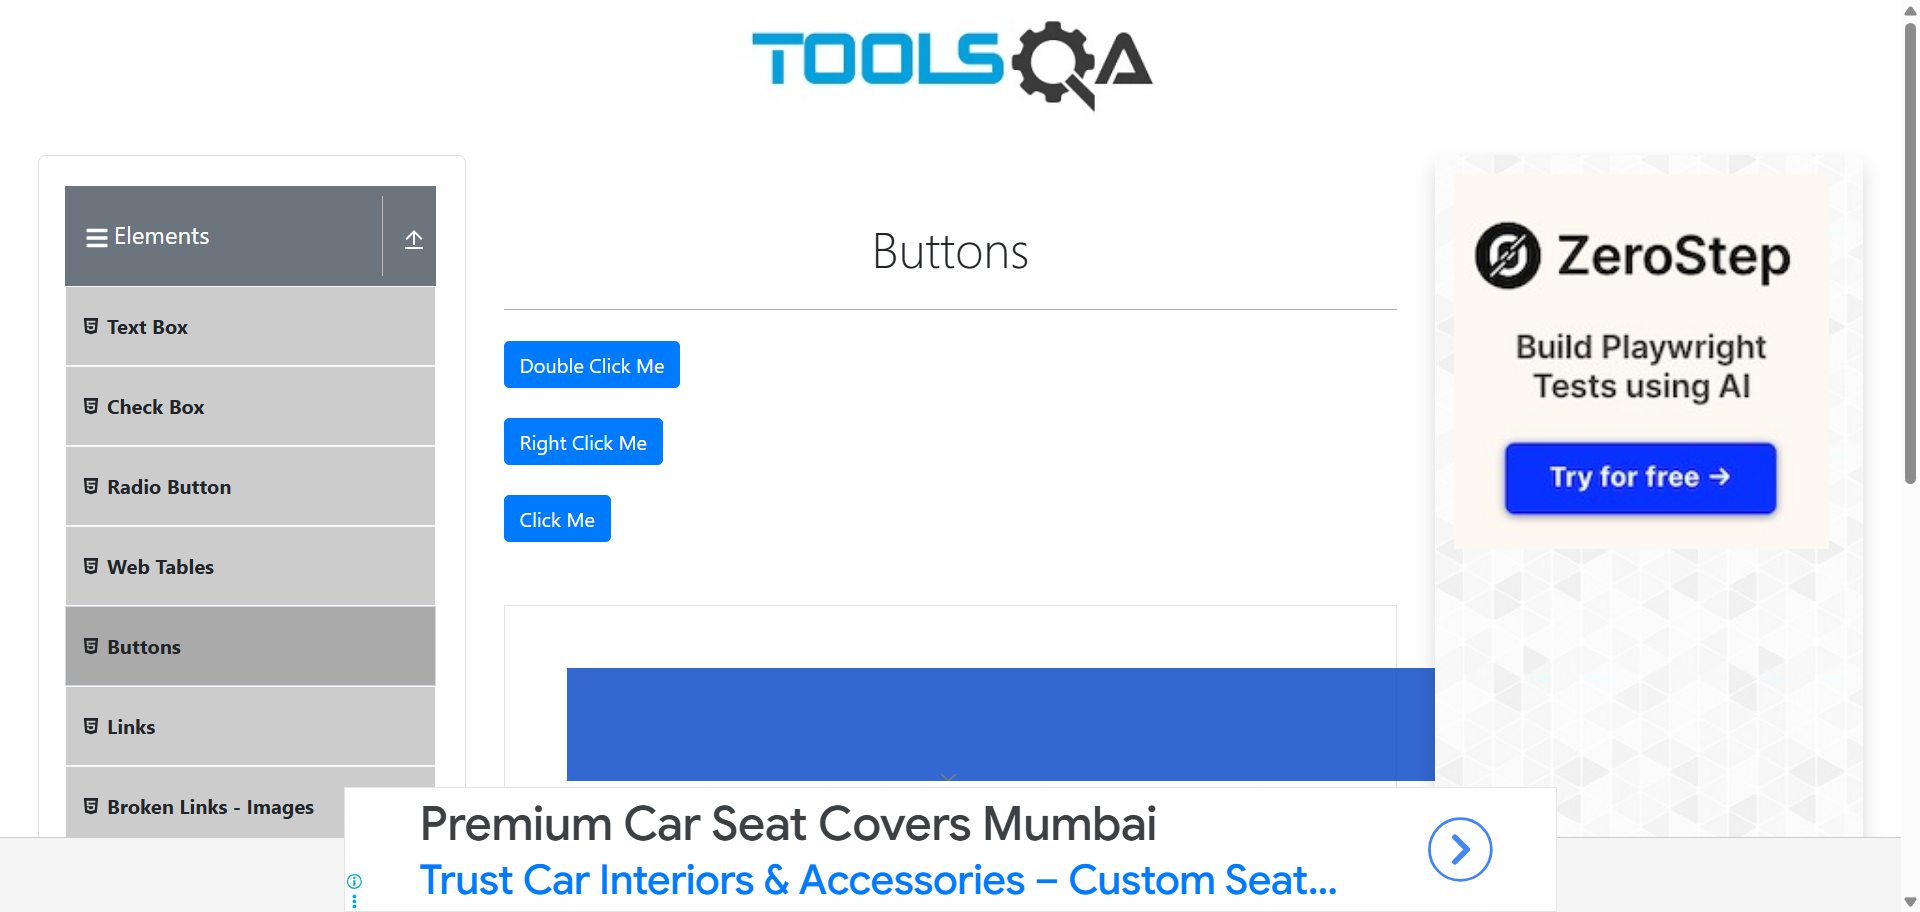 TOOLSQA
Elements
Text Box
Check Box
Radio Button
Web Tables
Buttons
Links
Broken Links - Images
Buttons
Double Click Me
Right Click Me
Click Me
ZeroStep
Build Playwright
Tests using AI
Try for free →
Premium Car Seat Covers Mumbai
Trust Car Interiors & Accessories – Custom Seat...